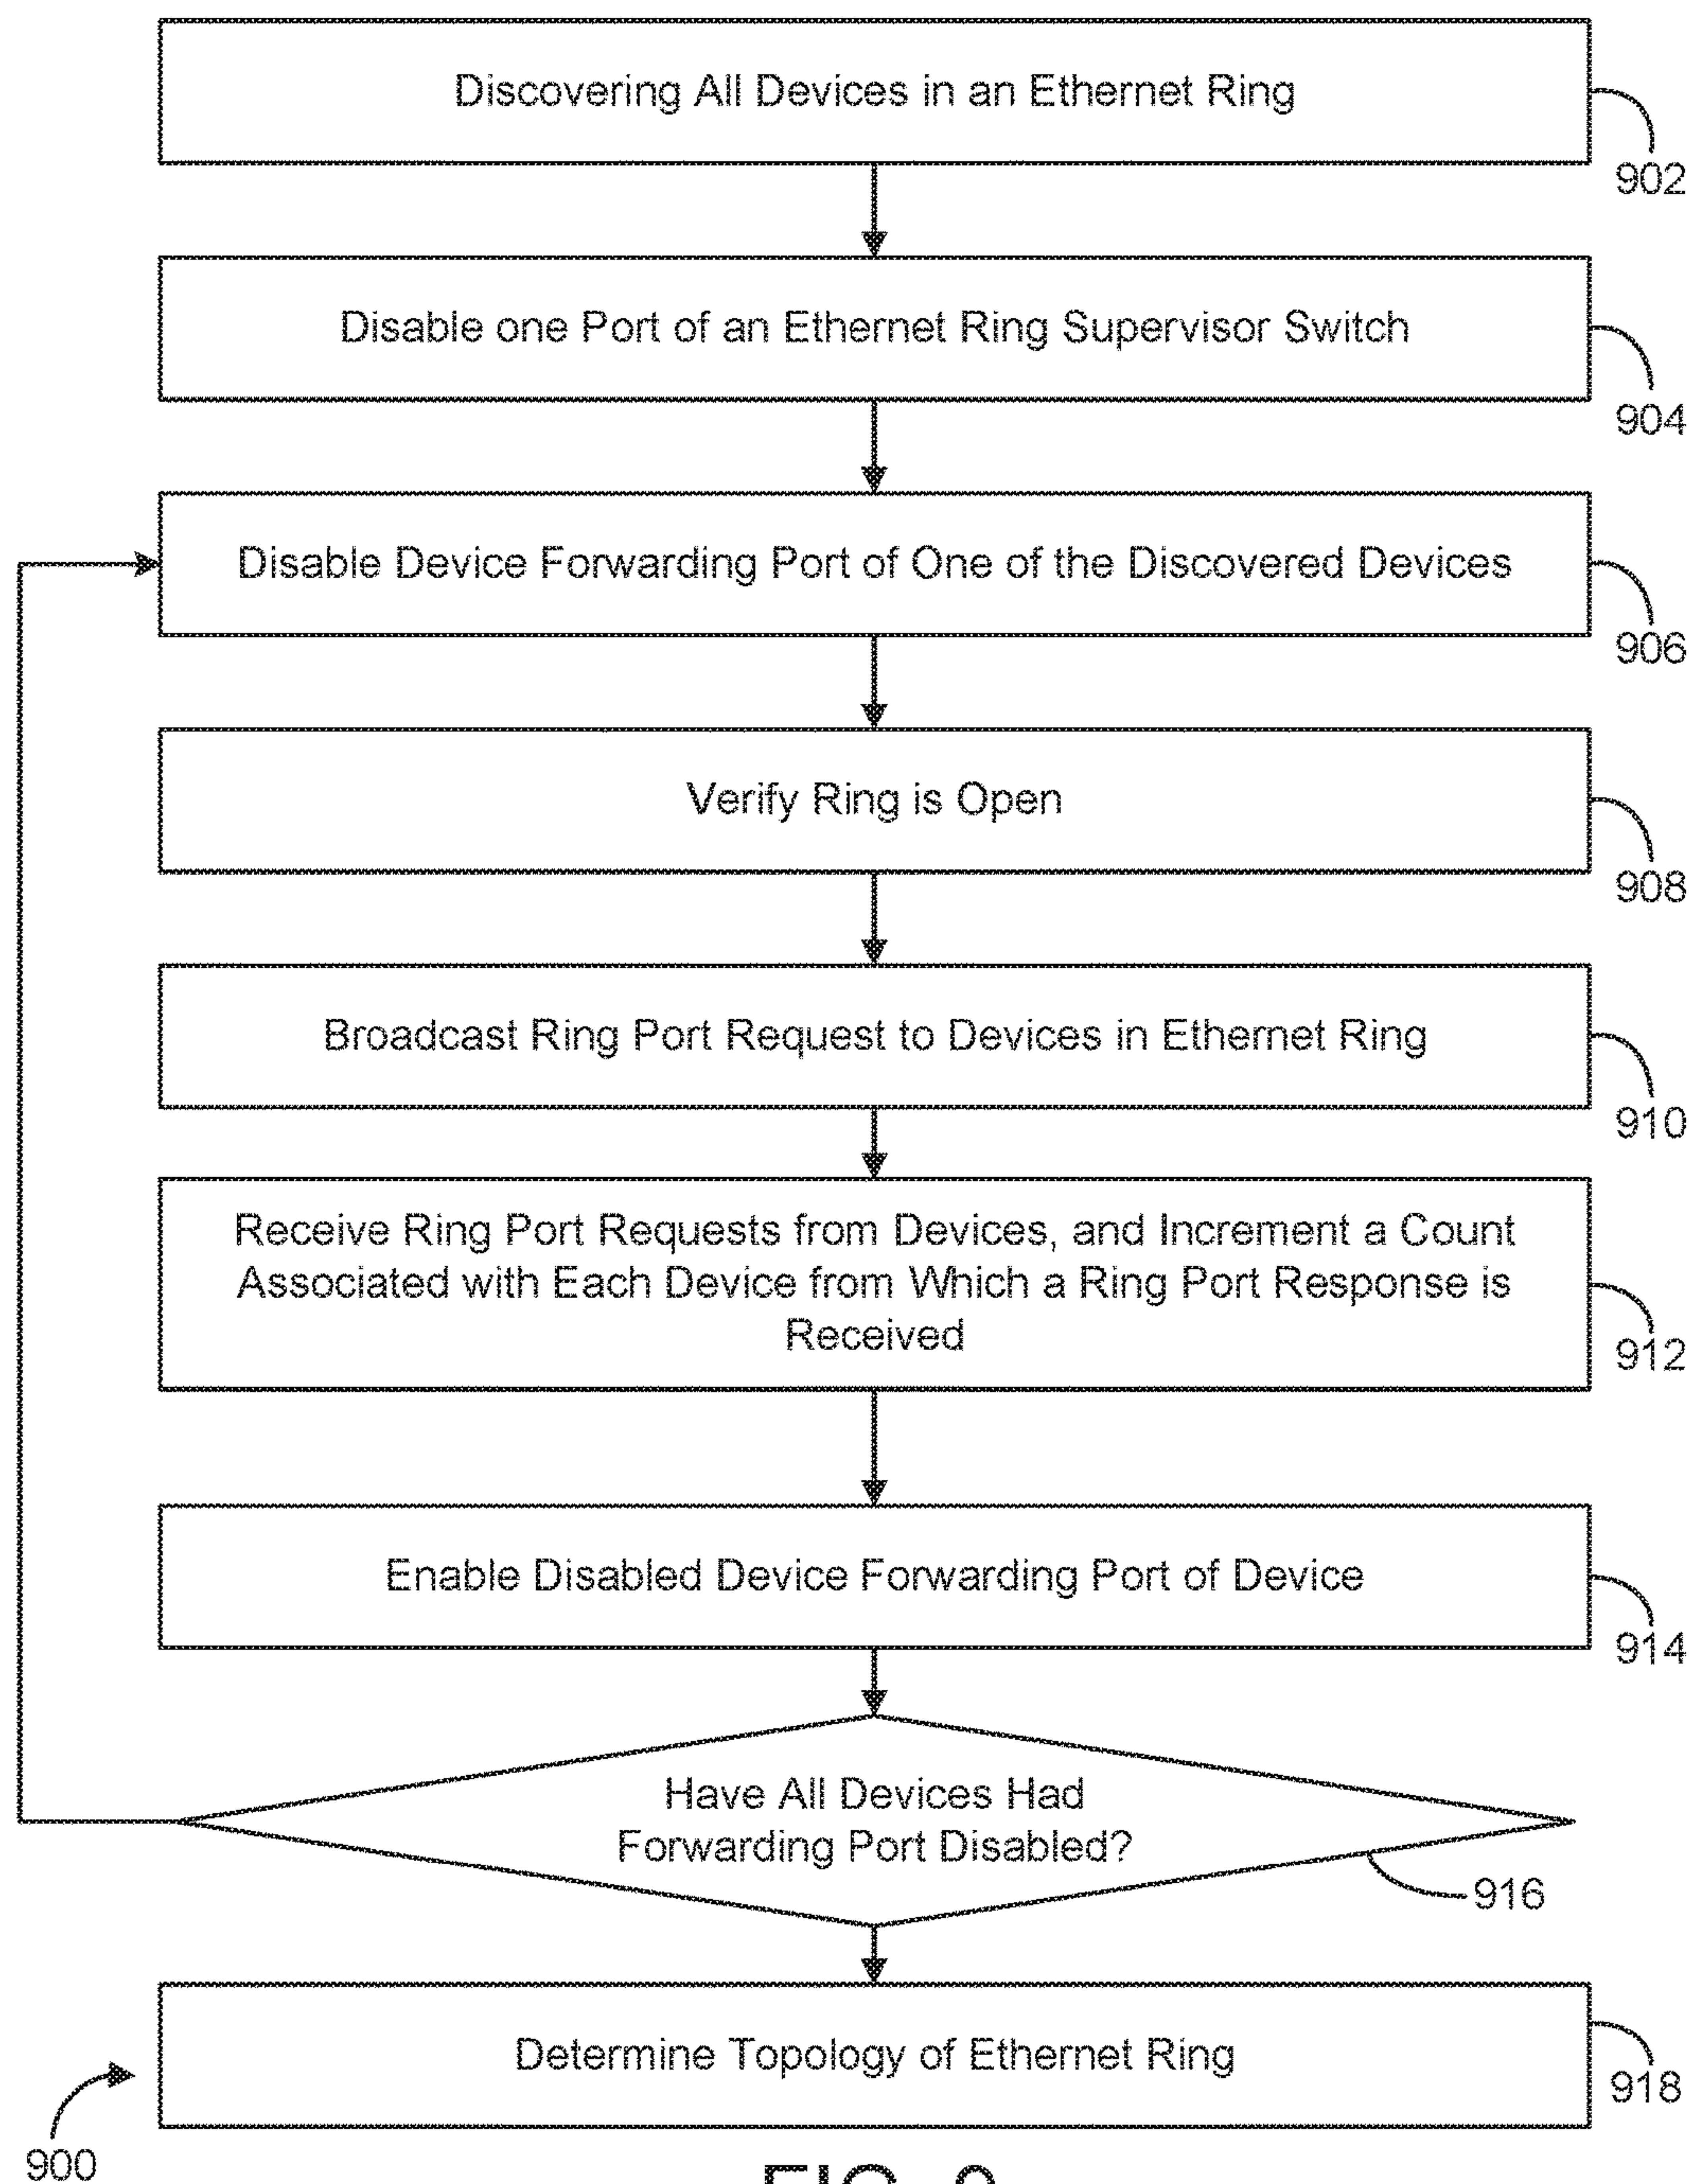 Discovering All Devices in an Ethernet Ring
902
Disable one Port of an Ethernet Ring Supervisor Switch
904
Disable Device Forwarding Port of One of the Discovered Devices
906
Verify Ring is Open
908
Broadcast Ring Port Request to Devices in Ethernet Ring
910
Receive Ring Port Requests from Devices, and Increment a Count
Associated with Each Device from Which a Ring Port Response is
Received
912
Enable Disabled Device Forwarding Port of Device
914
Have All Devices Had
Forwarding Port Disabled?
916
Determine Topology of Ethernet Ring
918
900
FIG. 9